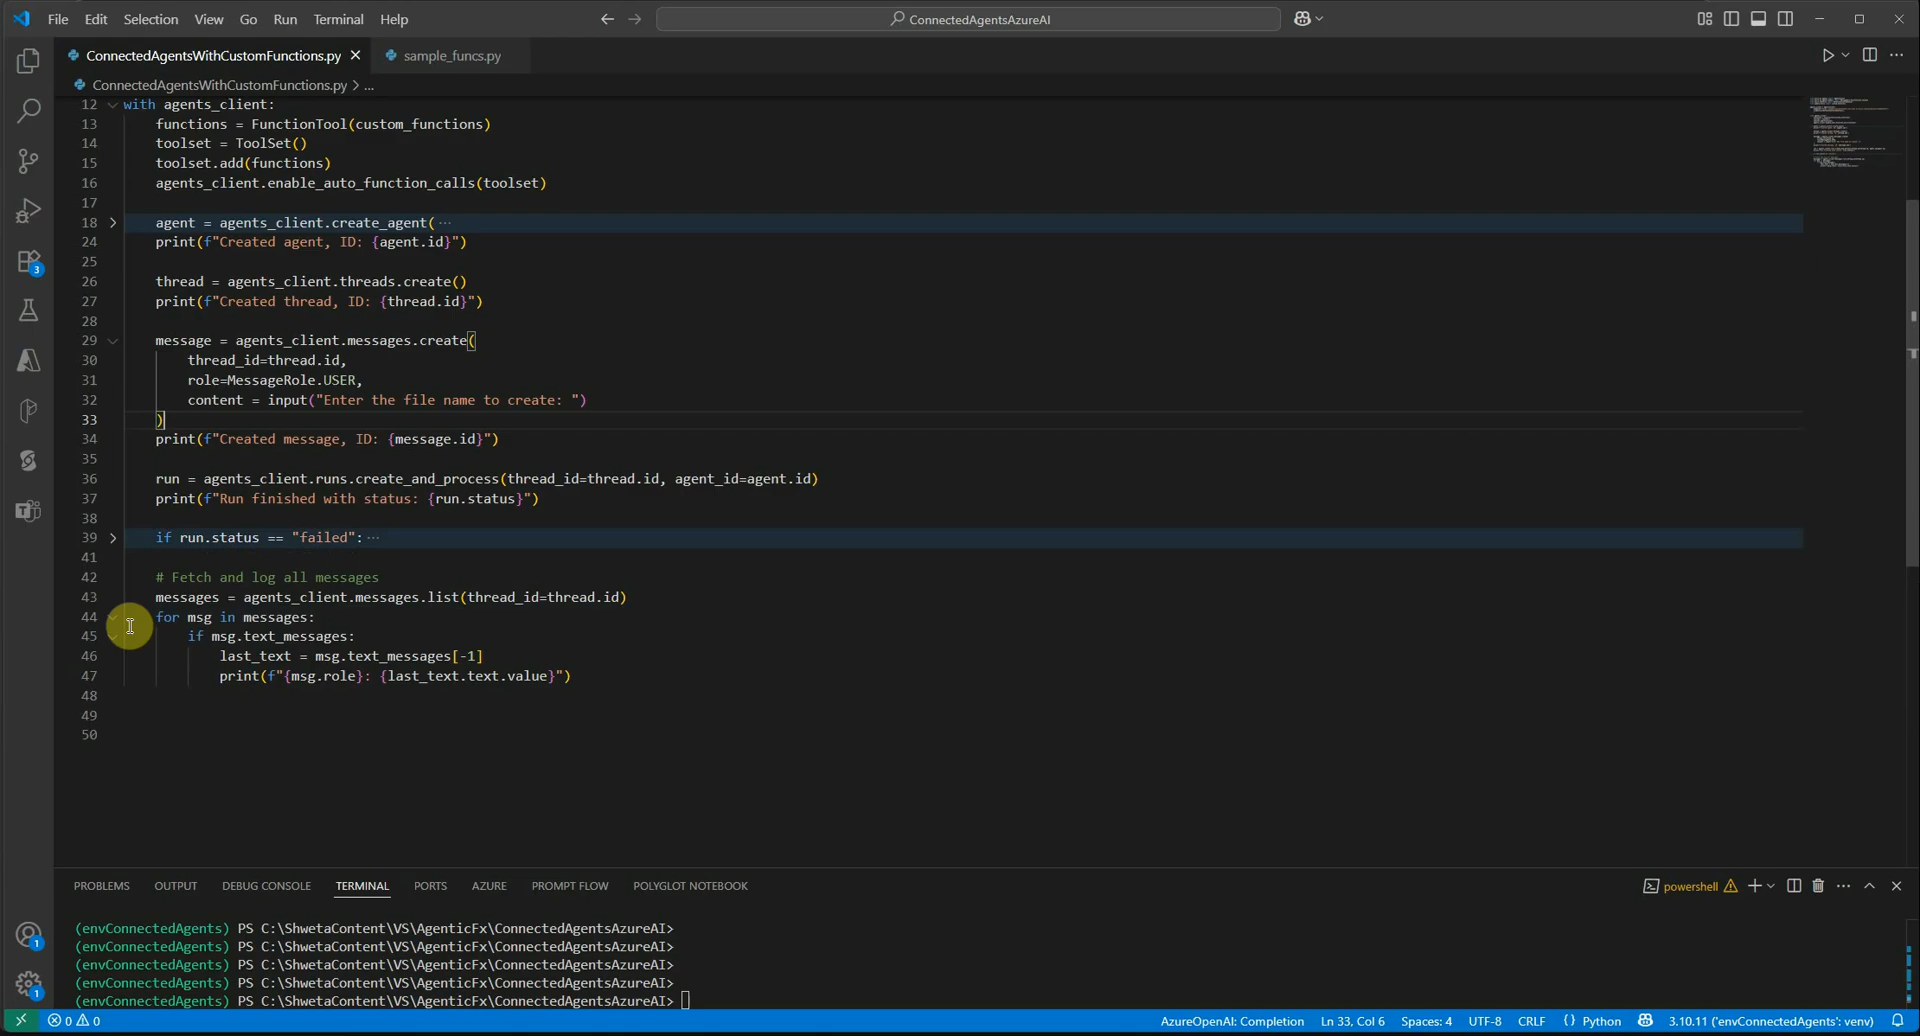 File Edit Selection View Go Run Terminal Help
ConnectedAgentsAzureAI
ConnectedAgentsWithCustomFunctions.py
sample_funcs.py
ConnectedAgentsWithCustomFunctions.py > ...
12 with agents_client:
13 functions = FunctionTool(custom_functions)
14 toolset = ToolSet()
15 toolset.add(functions)
16 agents_client.enable_auto_function_calls(toolset)
17
18 agent = agents_client.create_agent( ...
24 print(f"Created agent, ID: {agent.id}")
25
26 thread = agents_client.threads.create()
27 print(f"Created thread, ID: {thread.id}")
28
29 message = agents_client.messages.create(
30 thread_id=thread.id,
31 role=MessageRole.USER,
32 content = input("Enter the file name to create: ")
33 )
34 print(f"Created message, ID: {message.id}")
35
36 run = agents_client.runs.create_and_process(thread_id=thread.id, agent_id=agent.id)
37 print(f"Run finished with status: {run.status}")
38
39 if run.status == "failed": ...
41
42 # Fetch and log all messages
43 messages = agents_client.messages.list(thread_id=thread.id)
44 for msg in messages:
45 if msg.text_messages:
46 last_text = msg.text_messages[-1]
47 print(f"{msg.role}: {last_text.text.value}")
48
49
50
3
1
1
PROBLEMS OUTPUT DEBUG CONSOLE TERMINAL PORTS AZURE PROMPT FLOW POLYGLOT NOTEBOOK
powershell
(envConnectedAgents) PS C:\ShwetaContent\VS\AgenticFx\ConnectedAgentsAzureAI>
(envConnectedAgents) PS C:\ShwetaContent\VS\AgenticFx\ConnectedAgentsAzureAI>
(envConnectedAgents) PS C:\ShwetaContent\VS\AgenticFx\ConnectedAgentsAzureAI>
(envConnectedAgents) PS C:\ShwetaContent\VS\AgenticFx\ConnectedAgentsAzureAI>
(envConnectedAgents) PS C:\ShwetaContent\VS\AgenticFx\ConnectedAgentsAzureAI>
0 0 AzureOpenAI: Completion Ln 33, Col 6 Spaces: 4 UTF-8 CRLF {} Python 3.10.11 ('envConnectedAgents': venv)